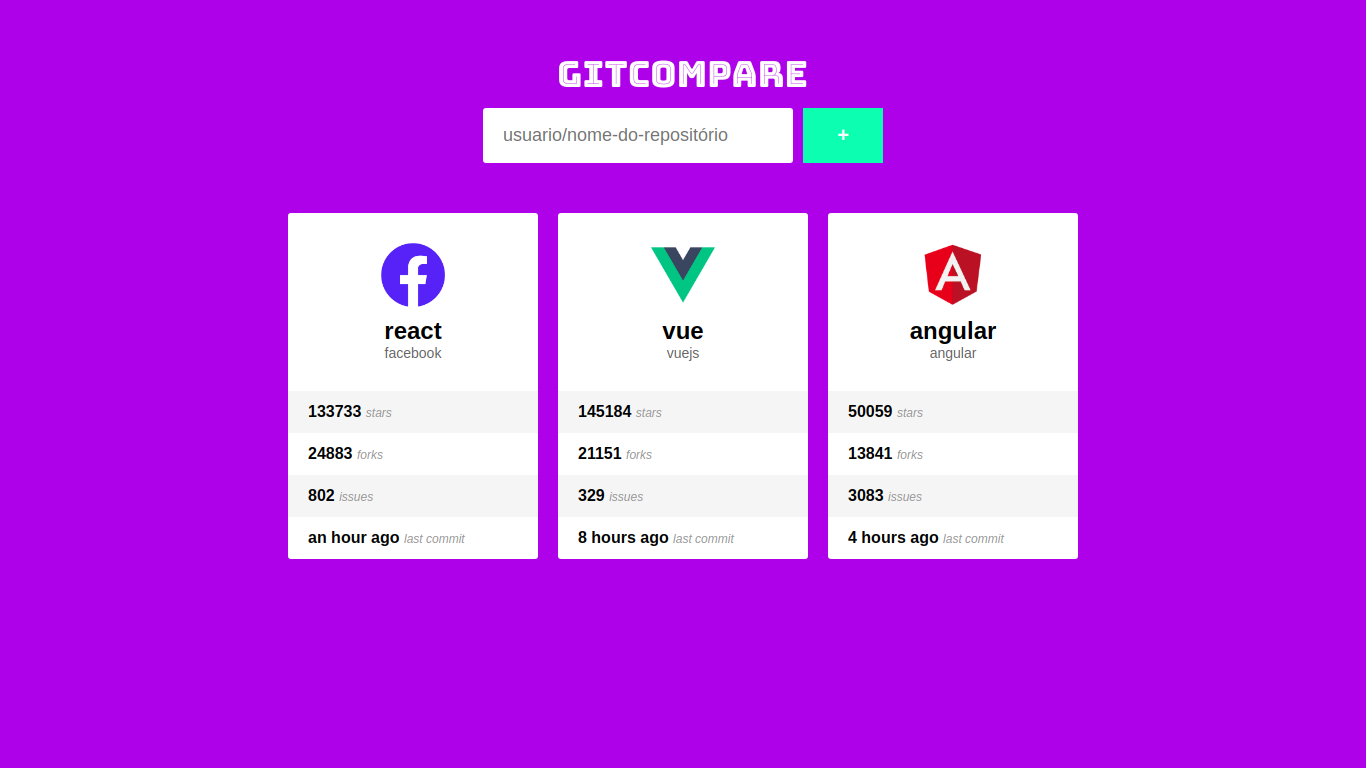 GITCOMPARE
usuario/nome-do-repositório +
react
facebook
133733 stars
24883 forks
802 issues
an hour ago last commit
vue
vuejs
145184 stars
21151 forks
329 issues
8 hours ago last commit
A
angular
angular
50059 stars
13841 forks
3083 issues
4 hours ago last commit